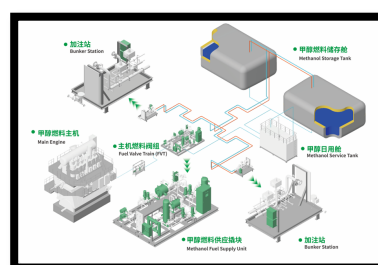 加注站
Bunker Station
甲醇燃料储存舱
Methanol Storage Tank
甲醇燃料主机
Main Engine
主机燃料阀组
Fuel Valve Train (FVT)
甲醇日用舱
Methanol Service Tank
甲醇燃料供应撬块
Methanol Fuel Supply Unit
加注站
Bunker Station